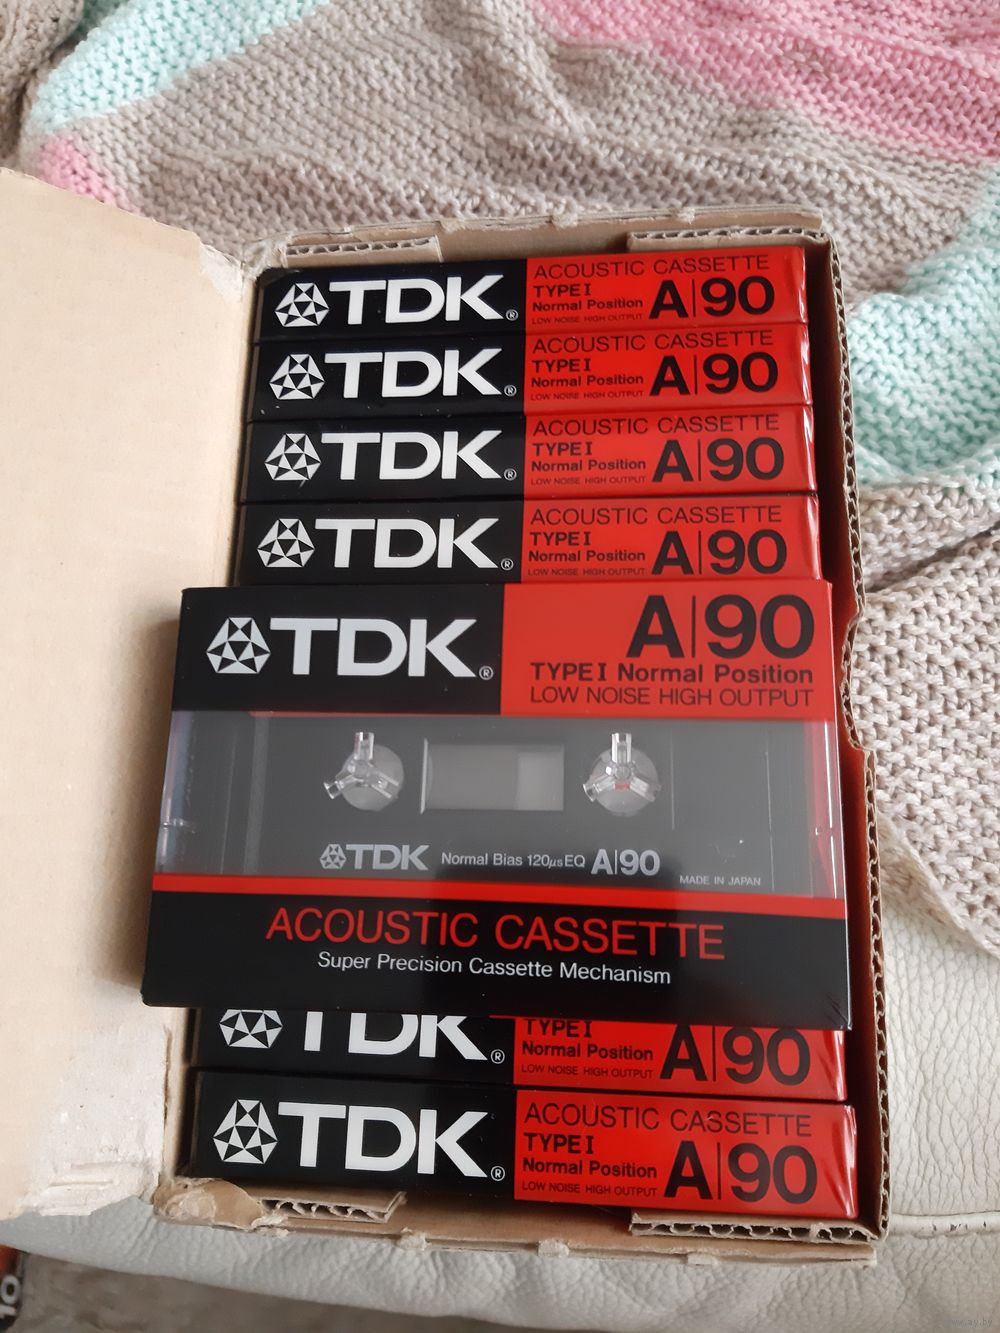 TDK®
ACOUSTIC CASSETTE
TYPE I
Normal Position
LOW NOISE HIGH OUTPUT
A|90
TDK®
ACOUSTIC CASSETTE
TYPE I
Normal Position
LOW NOISE HIGH OUTPUT
A|90
TDK®
ACOUSTIC CASSETTE
TYPE I
Normal Position
LOW NOISE HIGH OUTPUT
A|90
TDK®
ACOUSTIC CASSETTE
TYPE I
Normal Position
LOW NOISE HIGH OUTPUT
A|90
TDK®
A|90
TYPE I Normal Position
LOW NOISE HIGH OUTPUT
TDK Normal Bias 120μs EQ A|90
MADE IN JAPAN
ACOUSTIC CASSETTE
Super Precision Cassette Mechanism
TDK®
TYPE I
Normal Position
LOW NOISE HIGH OUTPUT
A|90
TDK®
ACOUSTIC CASSETTE
TYPE I
Normal Position
LOW NOISE HIGH OUTPUT
A|90
www.ay.by